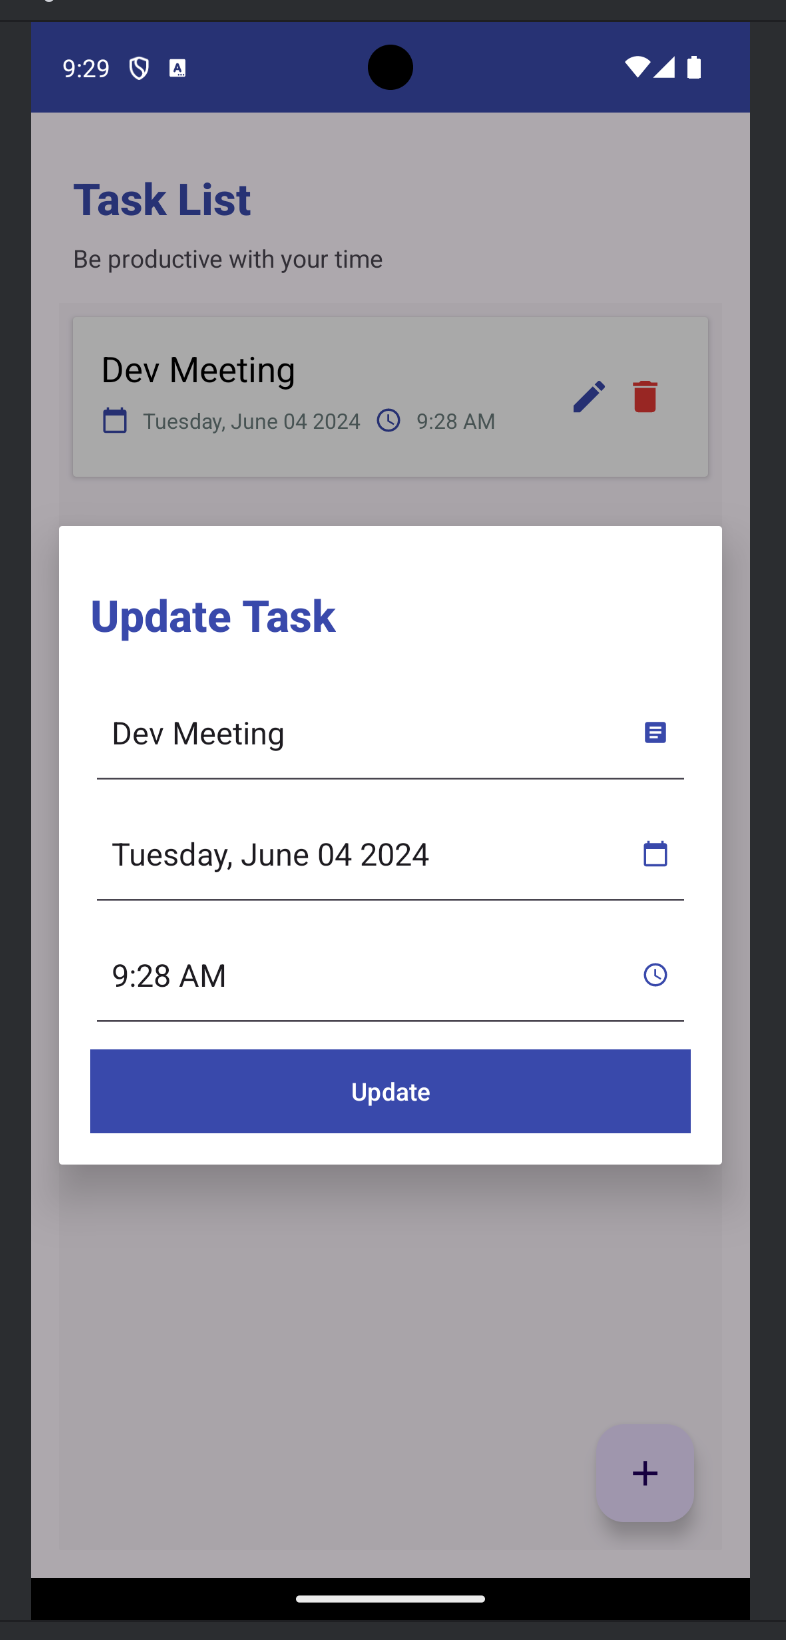 9:29
Task List
Be productive with your time
Dev Meeting
Tuesday, June 04 2024 9:28 AM
Update Task
Dev Meeting
Tuesday, June 04 2024
9:28 AM
Update